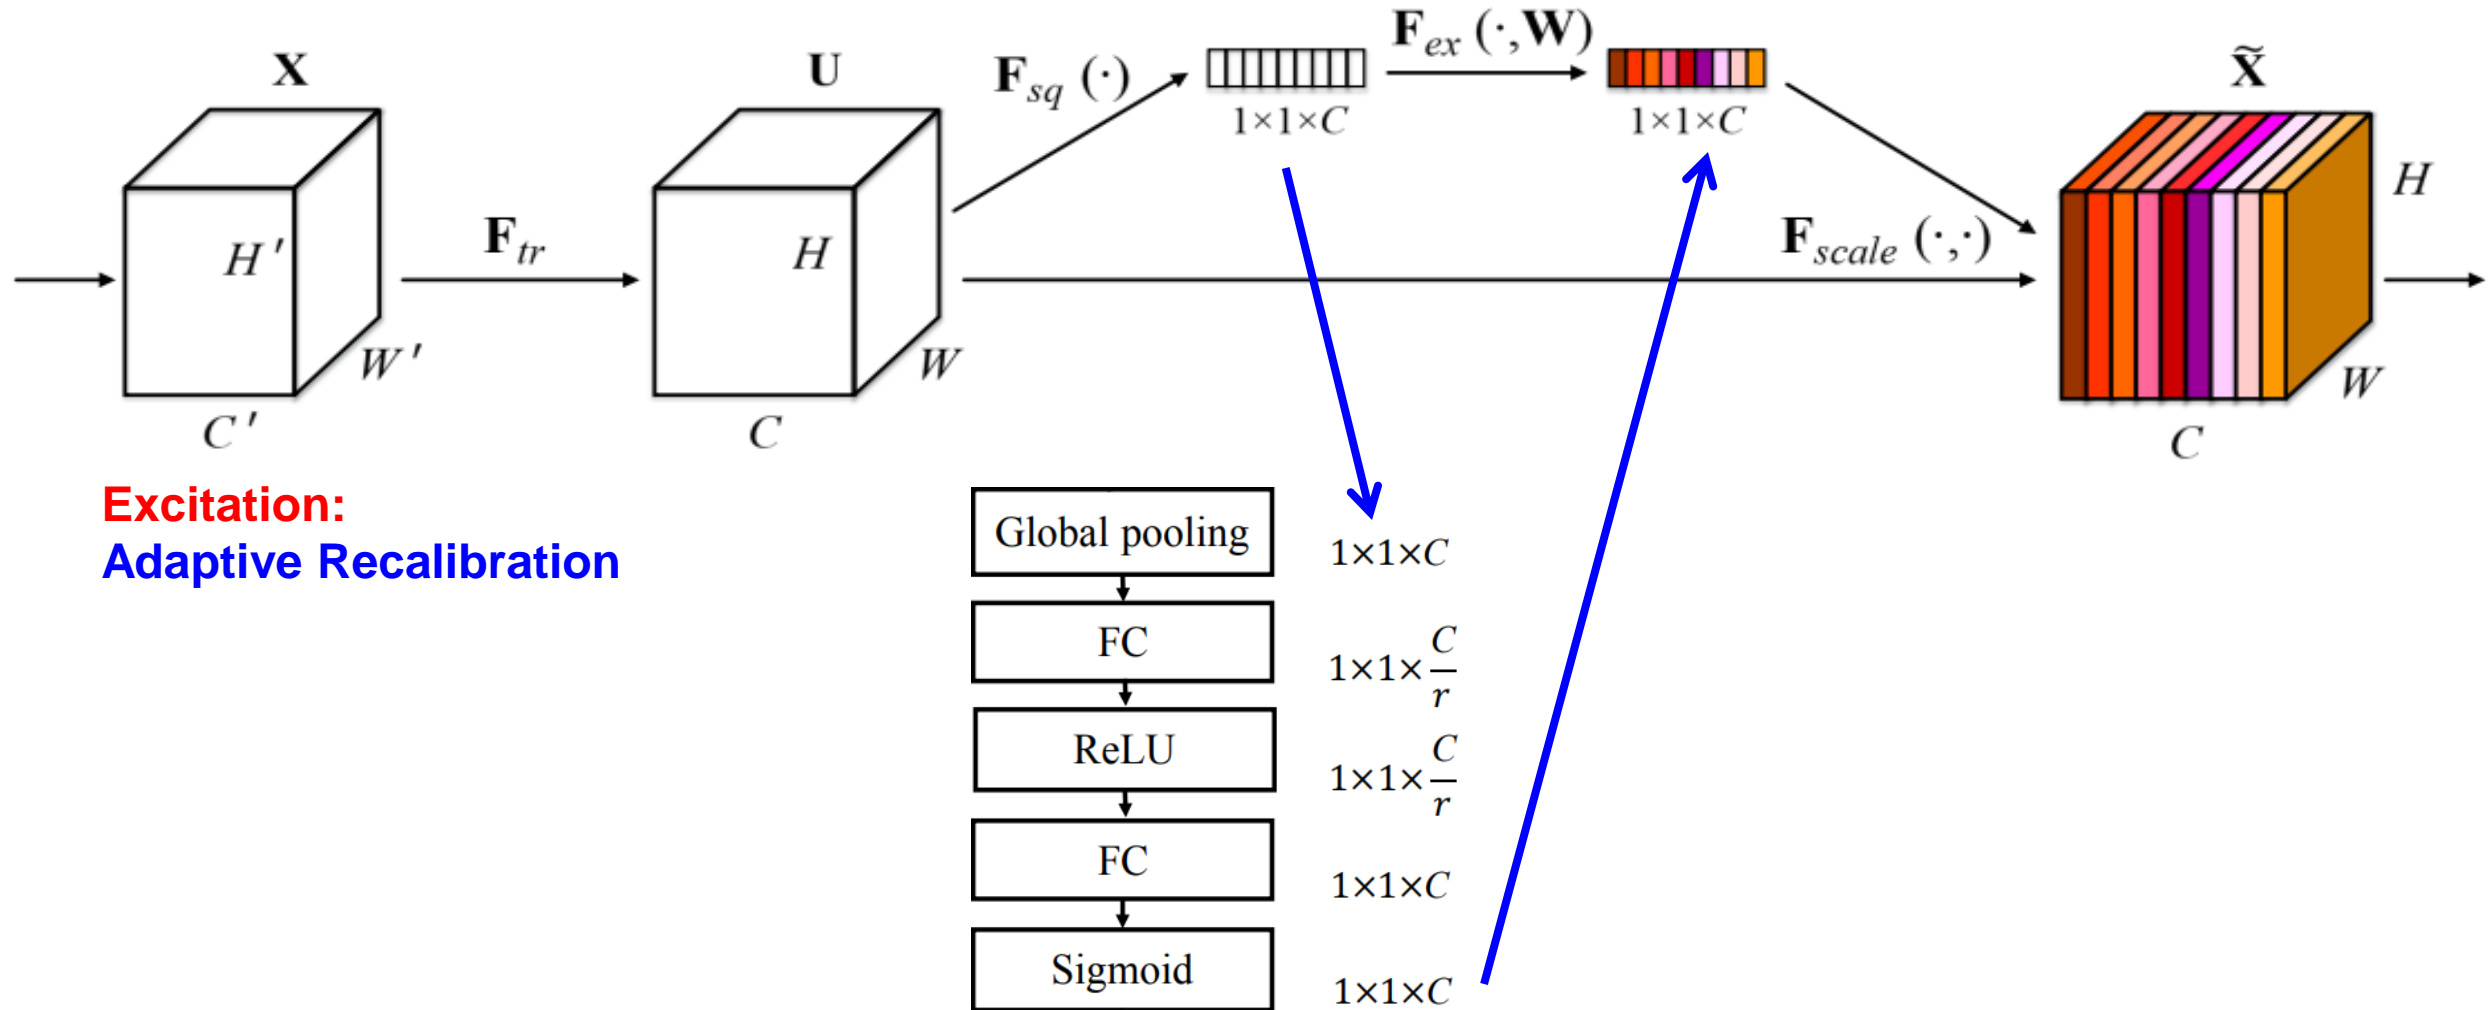 X
U
F_sq (·)
F_ex (·,W)
X̃
1×1×C
1×1×C
H′
F_tr
H
F_scale (·,·)
H
W′
W
W
C′
C
C
Excitation:
Adaptive Recalibration
Global pooling
1×1×C
FC
1×1×C/r
ReLU
1×1×C/r
FC
1×1×C
Sigmoid
1×1×C